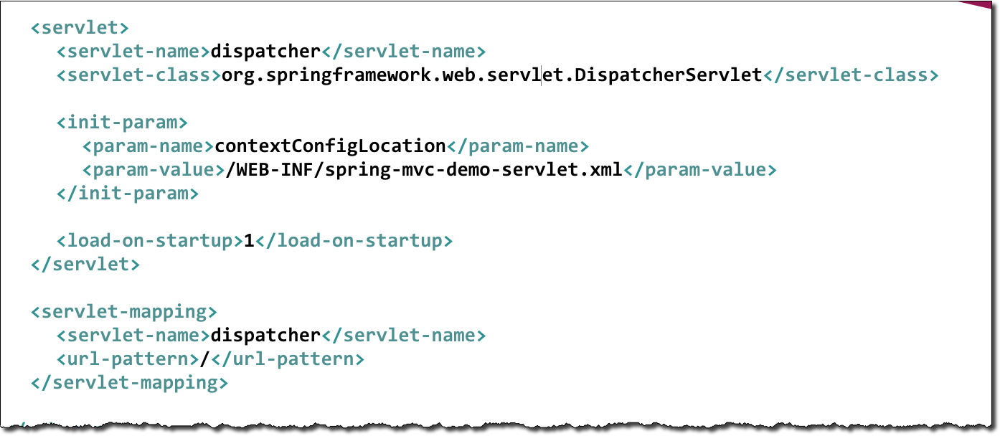 <servlet>
<servlet-name>dispatcher</servlet-name>
<servlet-class>org.springframework.web.servlet.DispatcherServlet</servlet-class>
<init-param>
<param-name>contextConfigLocation</param-name>
<param-value>/WEB-INF/spring-mvc-demo-servlet.xml</param-value>
</init-param>
<load-on-startup>1</load-on-startup>
</servlet>
<servlet-mapping>
<servlet-name>dispatcher</servlet-name>
<url-pattern>/</url-pattern>
</servlet-mapping>